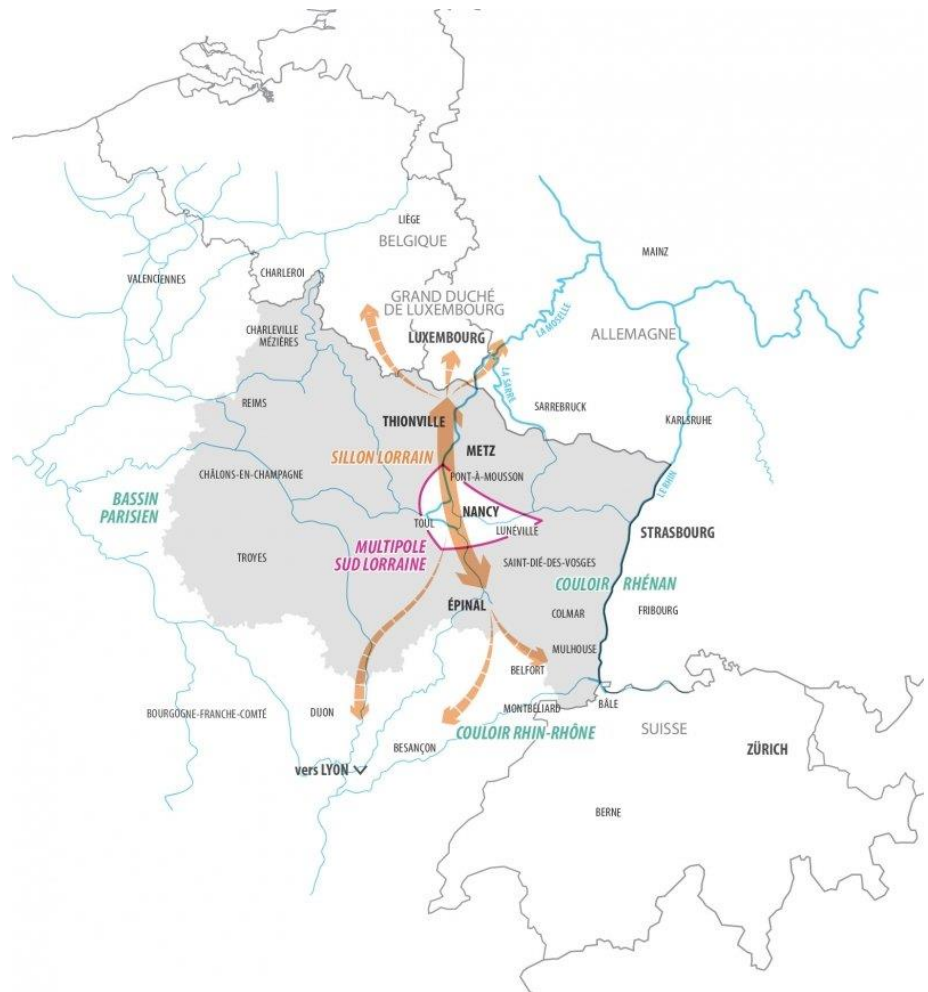 LIÈGE
BELGIQUE
MAINZ
VALENCIENNES
CHARLEROI
GRAND DUCHÉ
DE LUXEMBOURG
LA MOSELLE
CHARLEVILLE
MÉZIÈRES
LUXEMBOURG
ALLEMAGNE
LA SARRE
REIMS
SARREBRUCK
THIONVILLE
KARLSRUHE
METZ
SILLON LORRAIN
CHÂLONS-EN-CHAMPAGNE
PONT-À-MOUSSON
LE RHIN
BASSIN
PARISIEN
NANCY
TOUL
LUNÉVILLE
STRASBOURG
MULTIPOLE
SUD LORRAINE
TROYES
SAINT-DIÉ-DES-VOSGES
COULOIR RHÉNAN
ÉPINAL
COLMAR
FRIBOURG
MULHOUSE
BELFORT
BOURGOGNE-FRANCHE-COMTÉ
DIJON
MONTBÉLIARD
BÂLE
COULOIR RHIN-RHÔNE
SUISSE
BESANÇON
ZÜRICH
vers LYON
BERNE